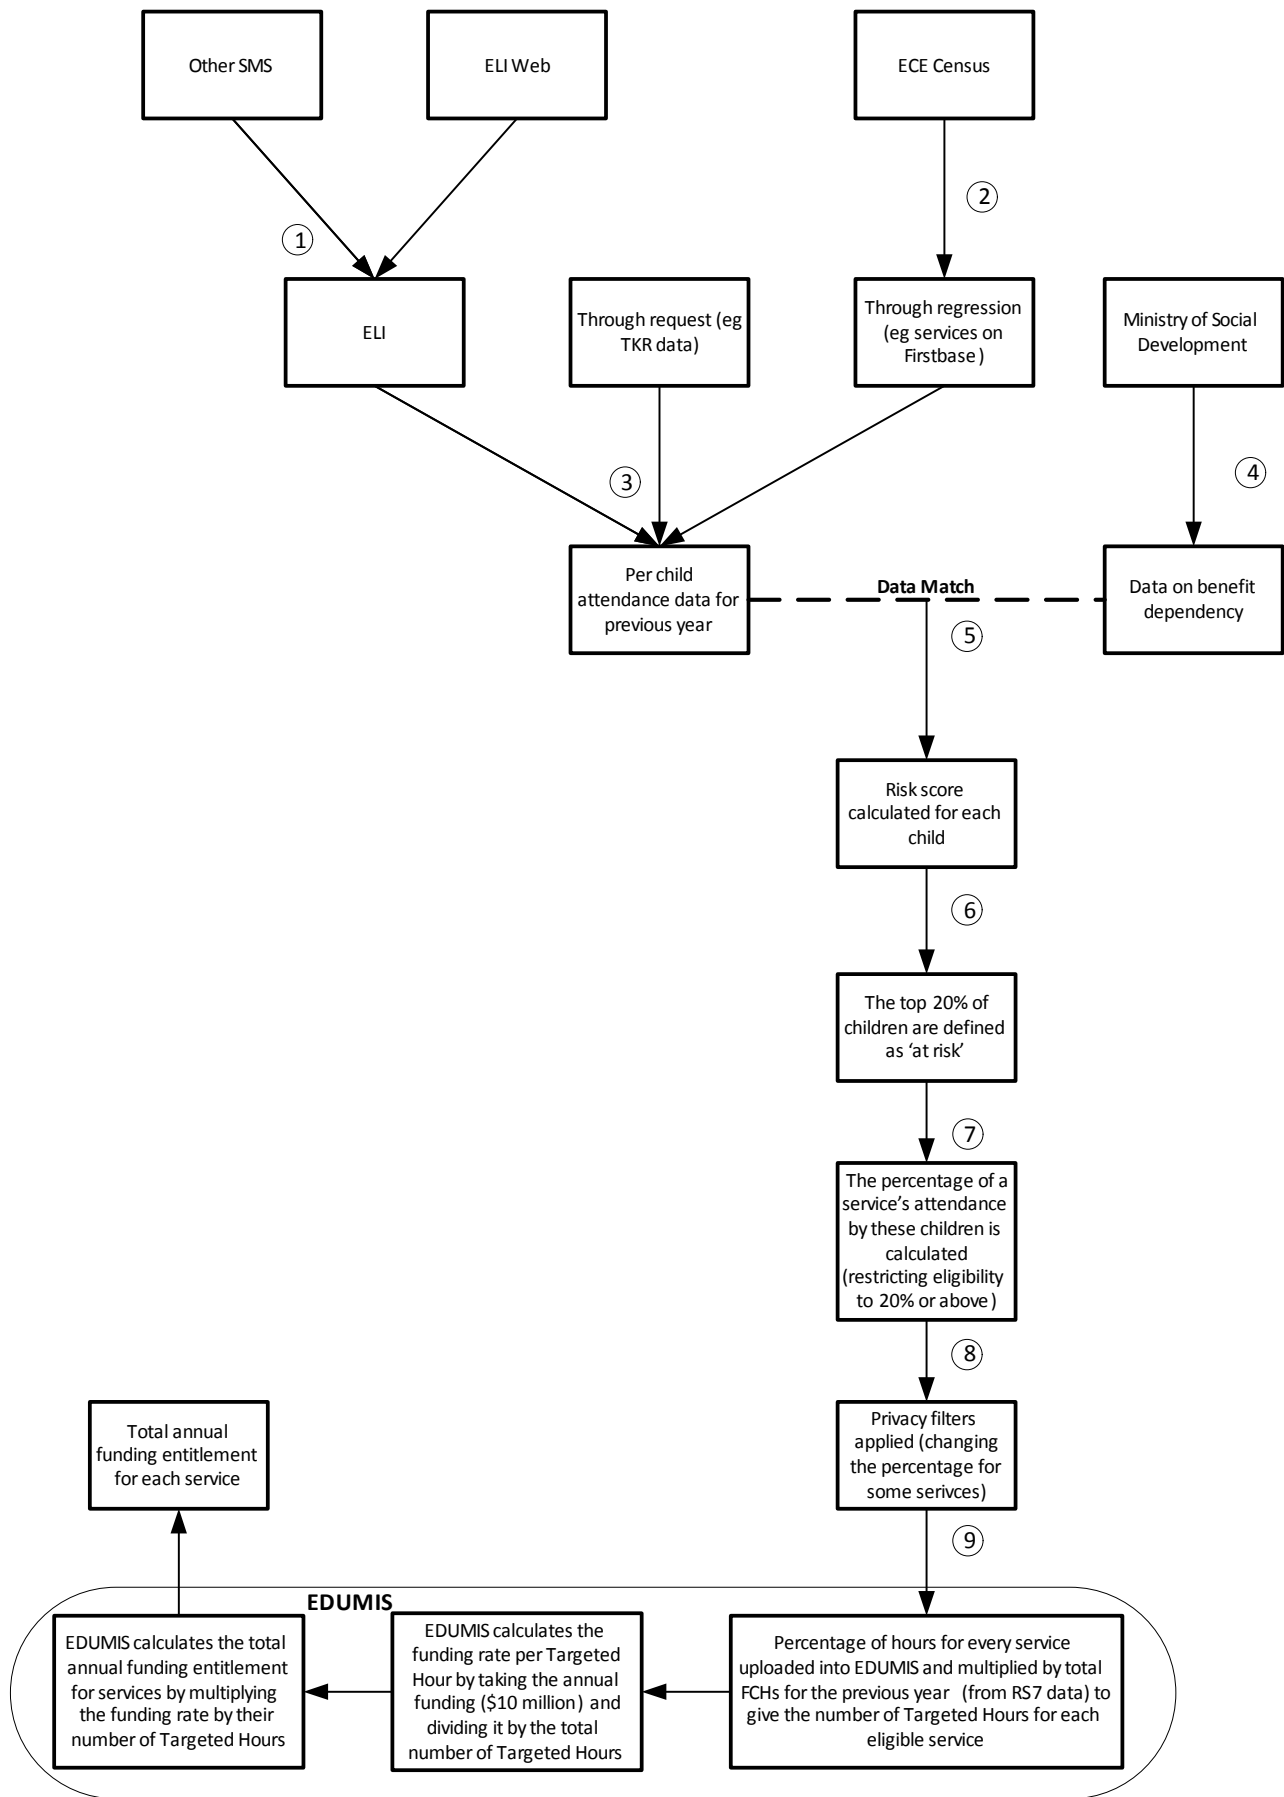 Other SMS
ELI Web
ECE Census
2
1
ELI
Through request (eg
TKR data)
Through regression
(eg services on
Firstbase)
Ministry of Social
Development
3
4
Per child
attendance data for
previous year
Data Match
Data on benefit
dependency
5
Risk score
calculated for each
child
6
The top 20% of
children are defined
as ‘at risk’
7
The percentage of a
service’s attendance
by these children is
calculated
(restricting eligibility
to 20% or above)
8
Privacy filters
applied (changing
the percentage for
some serivces)
Total annual
funding entitlement
for each service
9
EDUMIS
EDUMIS calculates the total
annual funding entitlement
for services by multiplying
the funding rate by their
number of Targeted Hours
EDUMIS calculates the
funding rate per Targeted
Hour by taking the annual
funding ($10 million) and
dividing it by the total
number of Targeted Hours
Percentage of hours for every service
uploaded into EDUMIS and multiplied by total
FCHs for the previous year (from RS7 data) to
give the number of Targeted Hours for each
eligible service